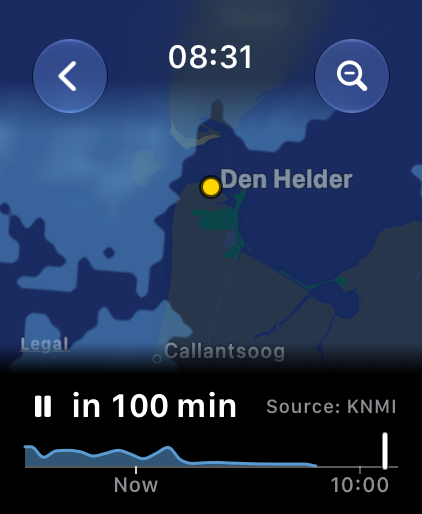 08:31
Den Helder
Legal
Callantsoog
in 100 min
Source: KNMI
Now
10:00